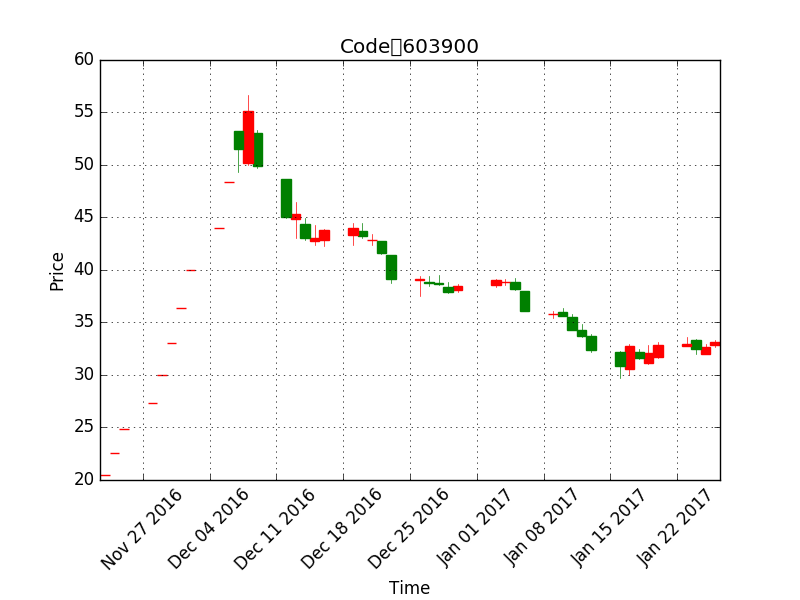 Code▯603900
60
55
50
45
40
35
30
25
20
Price
Nov 27 2016
Dec 04 2016
Dec 11 2016
Dec 18 2016
Dec 25 2016
Jan 01 2017
Jan 08 2017
Jan 15 2017
Jan 22 2017
Time